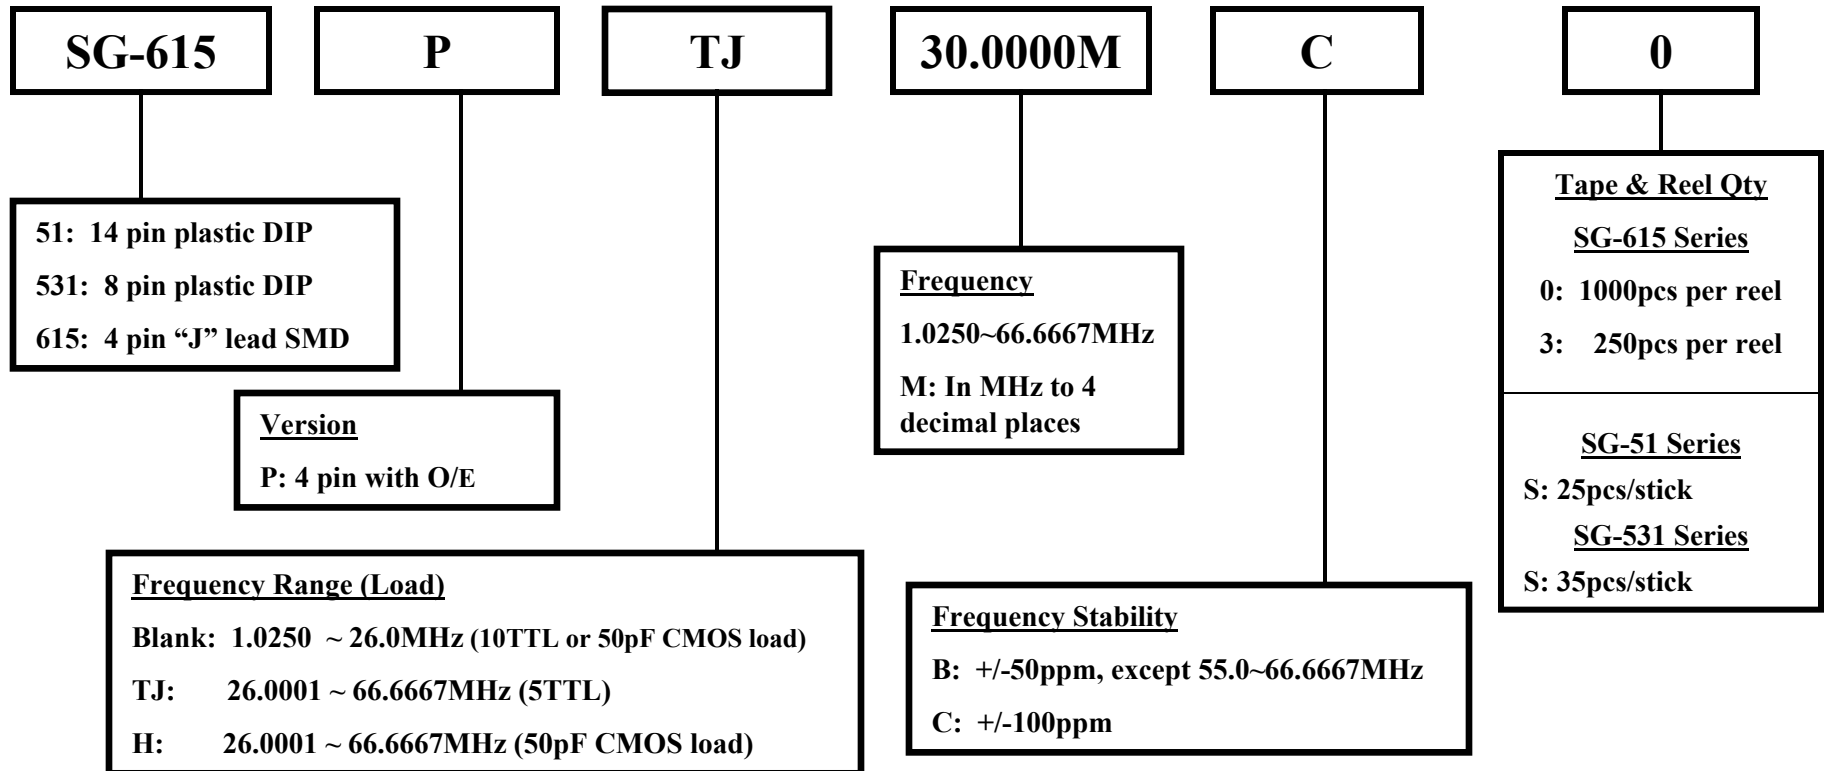 SG-615
P
TJ
30.0000M
C
0
51: 14 pin plastic DIP
531: 8 pin plastic DIP
615: 4 pin “J” lead SMD
Version
P: 4 pin with O/E
Frequency Range (Load)
Blank: 1.0250 ~ 26.0MHz (10TTL or 50pF CMOS load)
TJ: 26.0001 ~ 66.6667MHz (5TTL)
H: 26.0001 ~ 66.6667MHz (50pF CMOS load)
Frequency
1.0250~66.6667MHz
M: In MHz to 4
decimal places
Frequency Stability
B: +/-50ppm, except 55.0~66.6667MHz
C: +/-100ppm
Tape & Reel Qty
SG-615 Series
0: 1000pcs per reel
3: 250pcs per reel
SG-51 Series
S: 25pcs/stick
SG-531 Series
S: 35pcs/stick